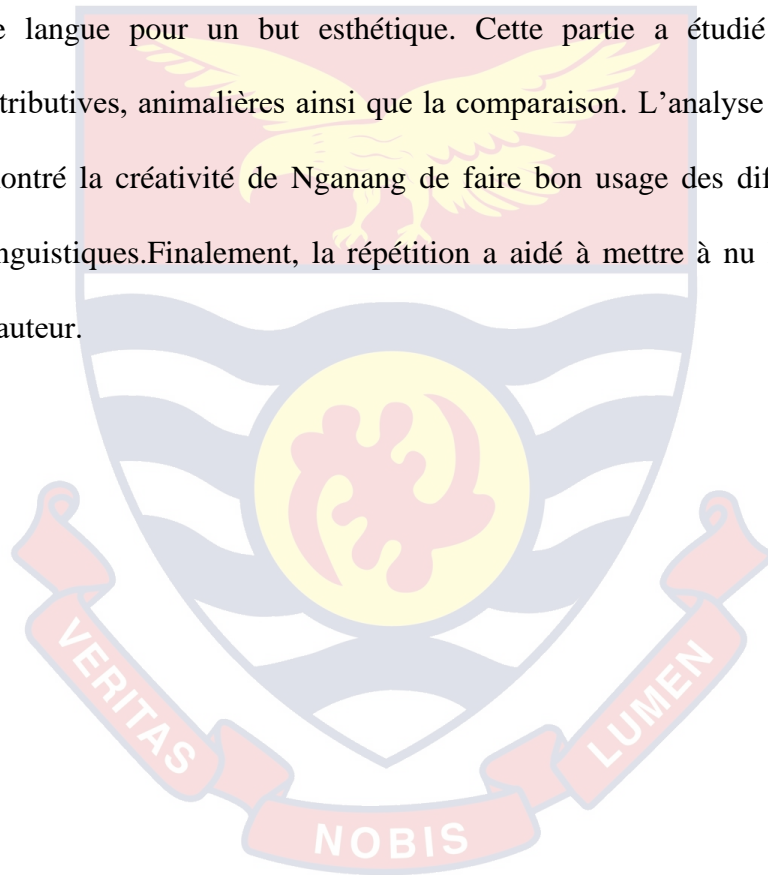 e langue pour un but esthétique. Cette partie a étudié
tributives, animalières ainsi que la comparaison. L’analyse
ontré la créativité de Nganang de faire bon usage des dif
nguistiques.Finalement, la répétition a aidé à mettre à nu
auteur.
VERITAS
NOBIS
LUMEN